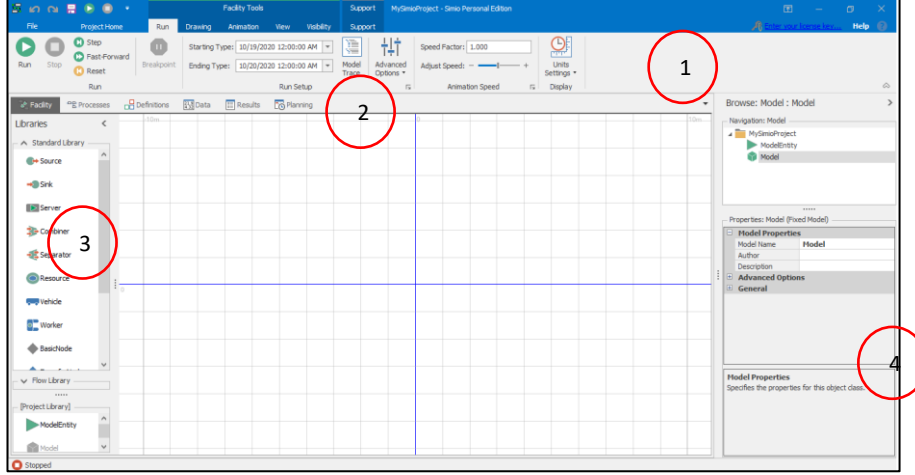 Facility Tools Support MySimioProject - Simio Personal Edition
File Project Home Run Drawing Animation View Visibility Support Enter your license key... Help
Run Stop Step Fast-Forward Reset Breakpoint
Starting Type: 10/19/2020 12:00:00 AM
Ending Type: 10/20/2020 12:00:00 AM
Model Trace Advanced Options
Speed Factor: 1.000
Adjust Speed: − +
Units Settings
Run Run Setup Animation Speed Display
1
Facility Processes Definitions Data Results Planning
2
Browse: Model : Model
Libraries
Standard Library
Source
Sink
Server
Combiner
3
Separator
Resource
Vehicle
Worker
BasicNode
Flow Library
[Project Library]
ModelEntity
Model
-10m 0 10m
0
Navigation: Model
MySimioProject
ModelEntity
Model
Properties: Model (Fixed Model)
Model Properties
Model Name Model
Author
Description
Advanced Options
General
4
Model Properties
Specifies the properties for this object class.
Stopped